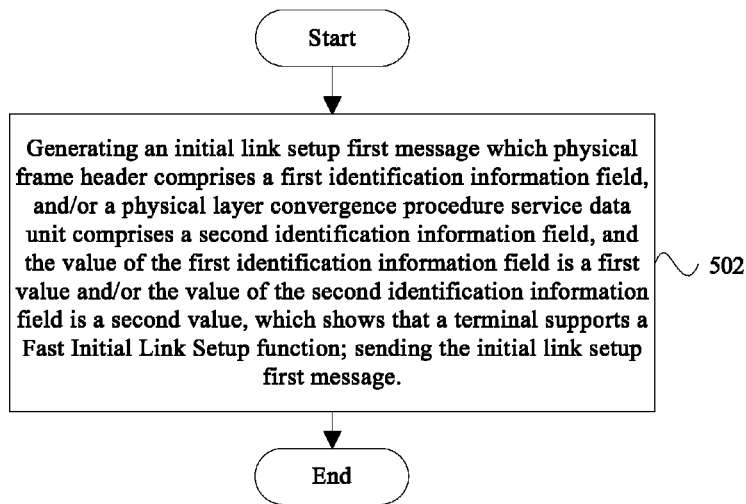 Start
Generating an initial link setup first message which physical
frame header comprises a first identification information field,
and/or a physical layer convergence procedure service data
unit comprises a second identification information field, and
the value of the first identification information field is a first
value and/or the value of the second identification information
field is a second value, which shows that a terminal supports a
Fast Initial Link Setup function; sending the initial link setup
first message.
502
End